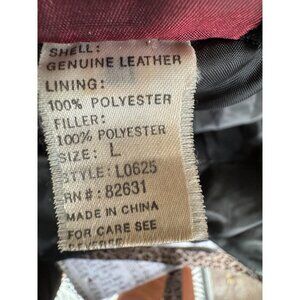 SHELL:
GENUINE LEATHER
LINING:
100% POLYESTER
FILLER:
100% POLYESTER
SIZE: L
STYLE: L0625
RN#: 82631
MADE IN CHINA
FOR CARE SEE
REVERSE